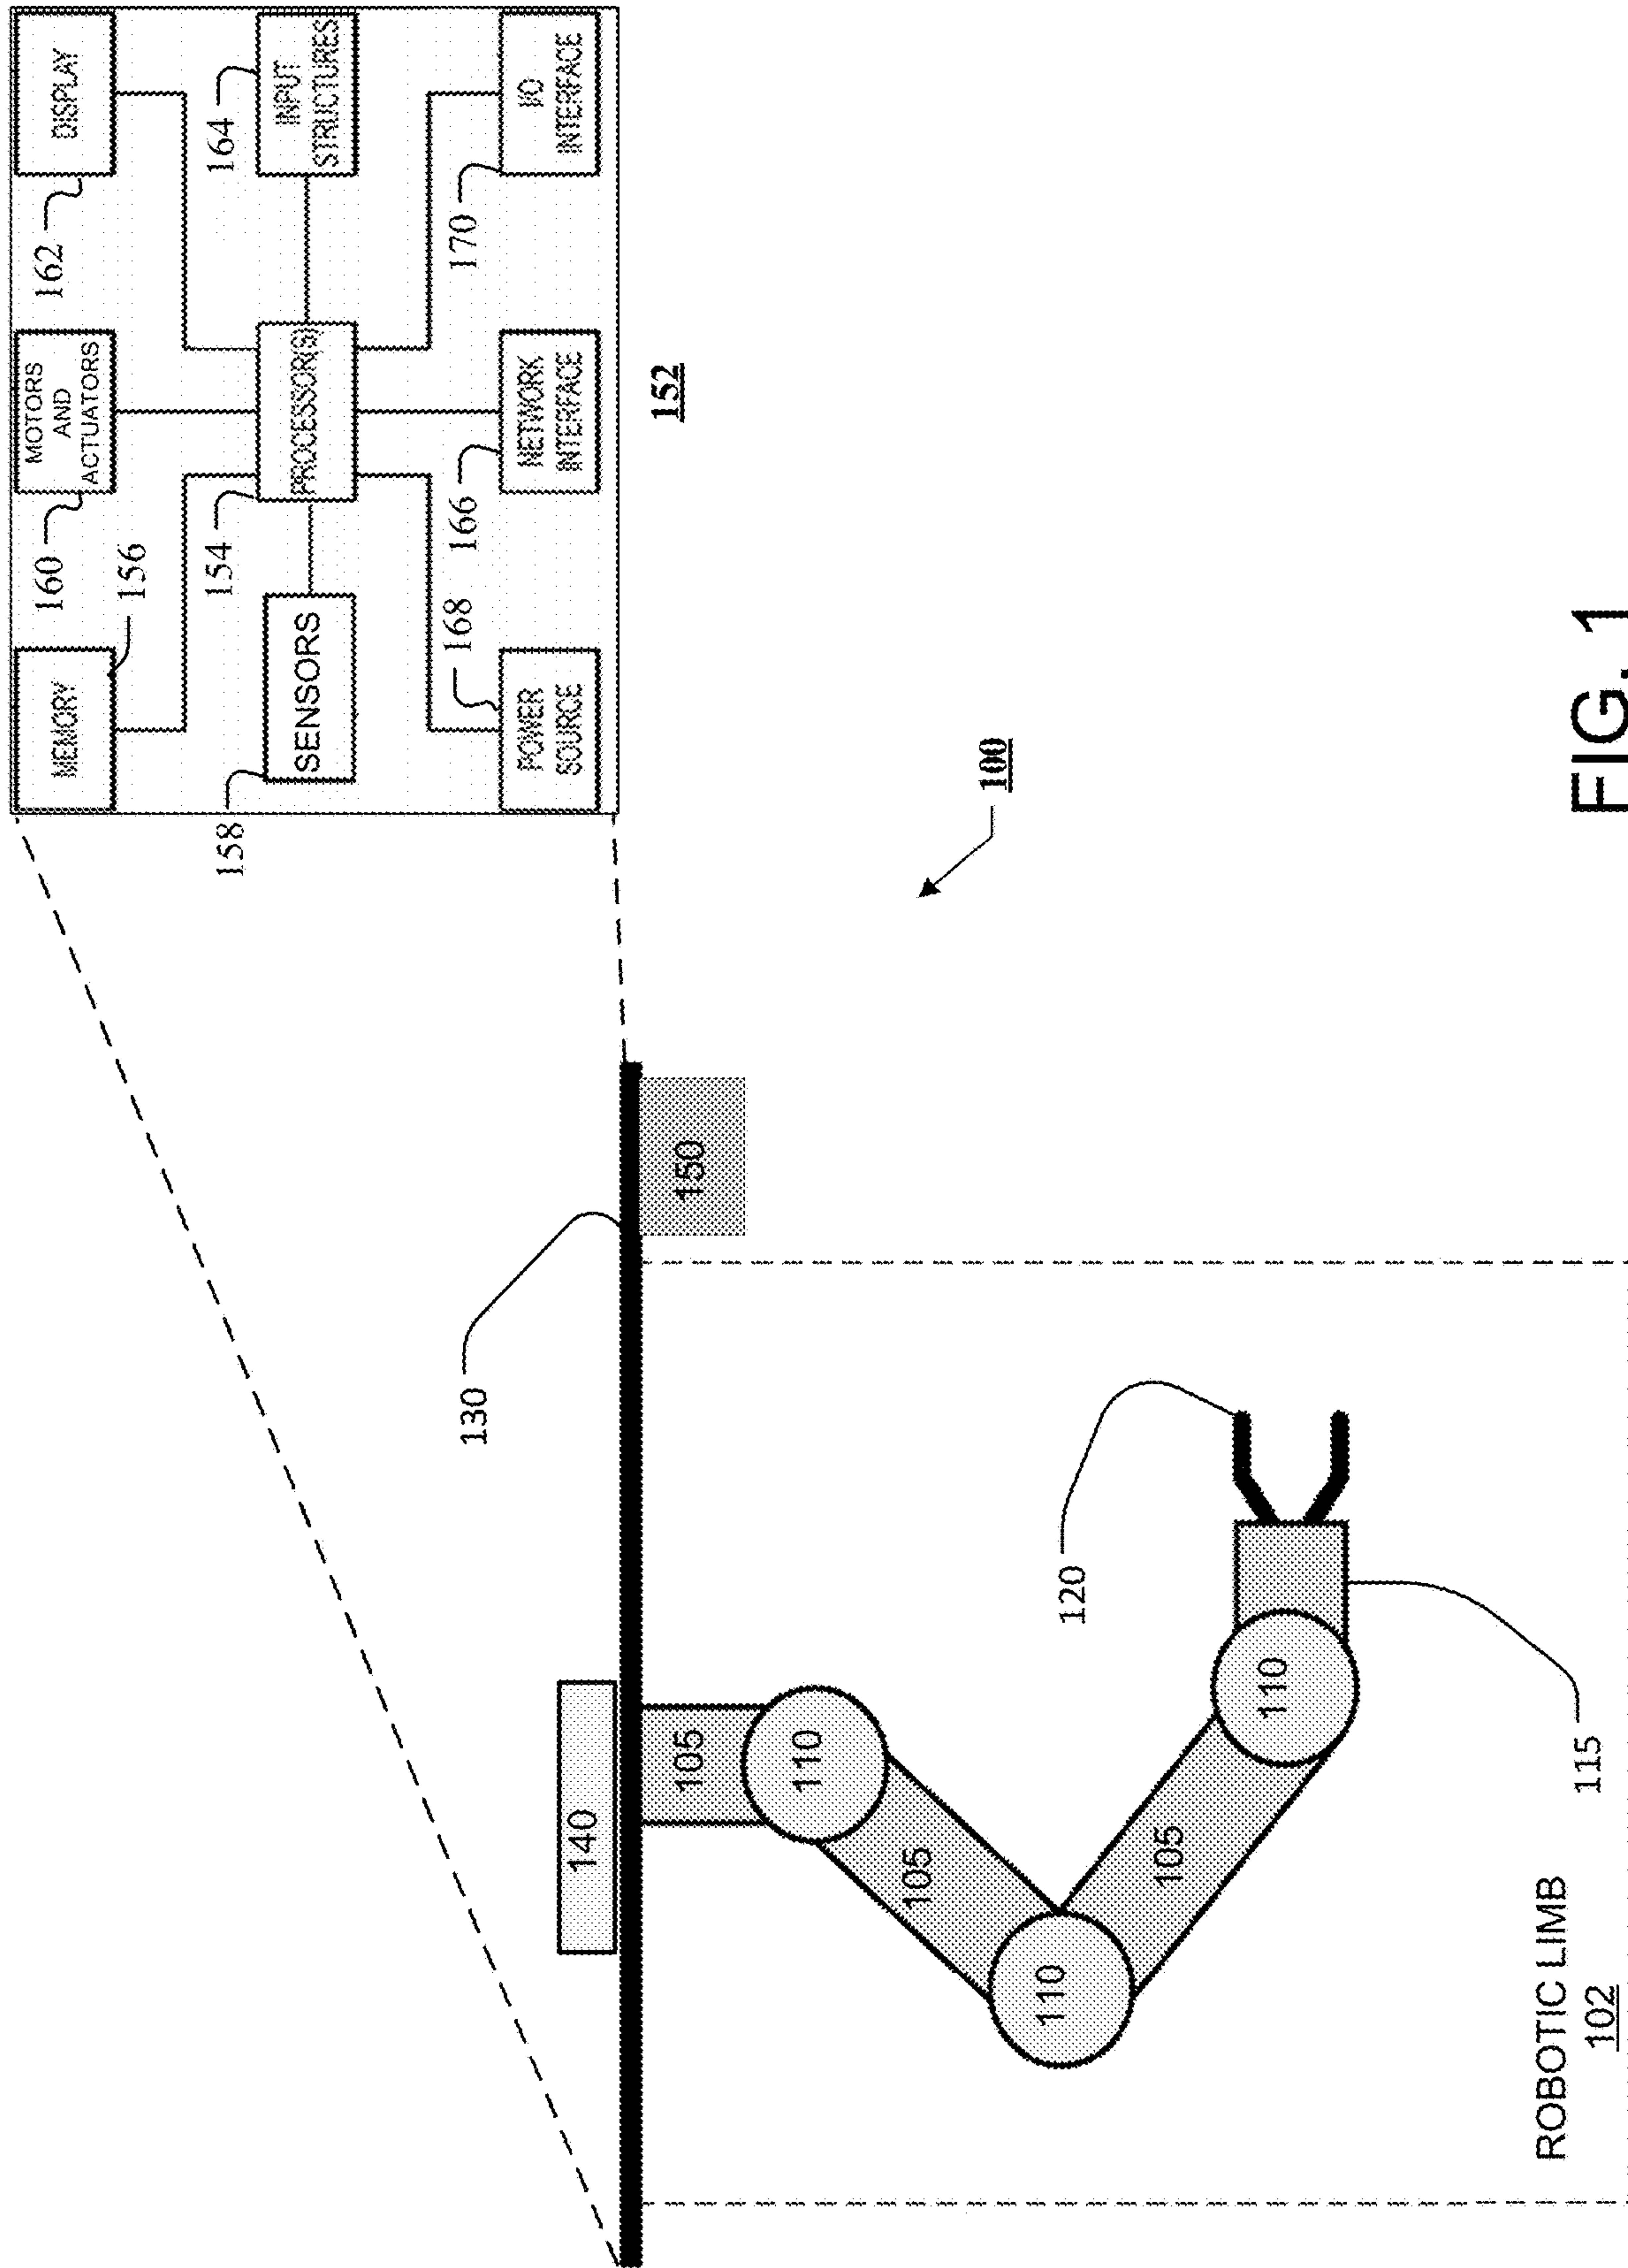 MEMORY
MOTORS
AND
ACTUATORS
DISPLAY
160
162
156
158
SENSORS
154
PROCESSOR(S)
164
INPUT
STRUCTURES
168
166
170
POWER
SOURCE
NETWORK
INTERFACE
I/O
INTERFACE
152
130
140
150
105
110
105
100
110
120
105
110
ROBOTIC LIMB
102
115
FIG. 1